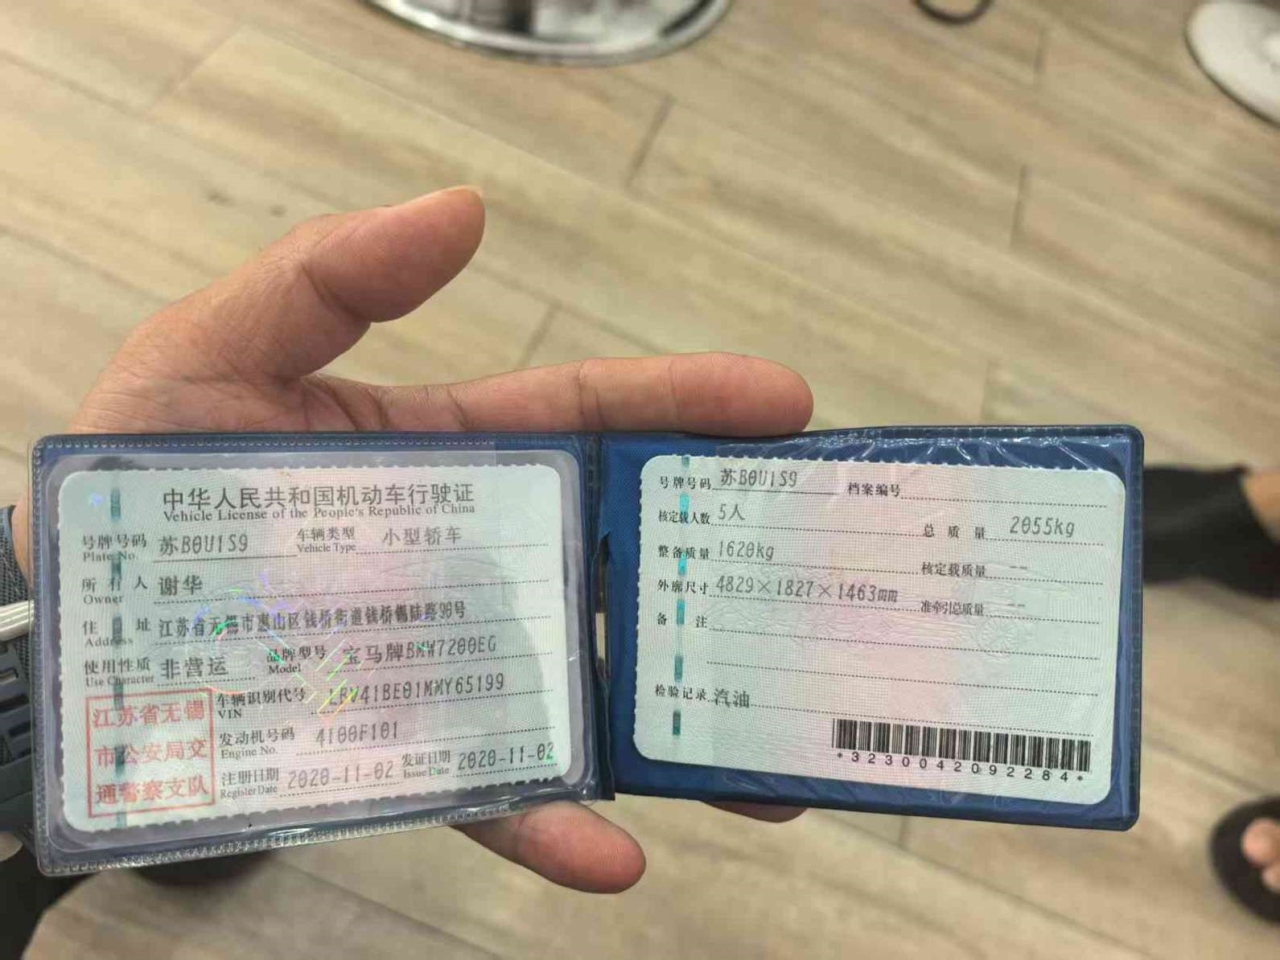 中华人民共和国机动车行驶证
Vehicle License of the People's Republic of China
号牌号码 苏B0U1S9 车辆类型 小型轿车
Plate No. Vehicle Type
所有人 谢华
Owner
住址 江苏省无锡市惠山区钱桥街道钱桥锡陆路98号
Address
使用性质 非营运 品牌型号 宝马牌BMW7200EG
Use Character Model
车辆识别代号
VIN
发动机号码 4100F101
Engine No.
注册日期 2020-11-02 发证日期 2020-11-02
Register Date Issue Date
江苏省无锡
市公安局交
通警察支队
号牌号码 苏B0U1S9 档案编号
核定载人数 5人 总质量 2055kg
整备质量 1620kg 核定载质量 --
外廓尺寸 4829×1827×1463mm 准牵引总质量 --
备注
检验记录 汽油
*3230042092284*